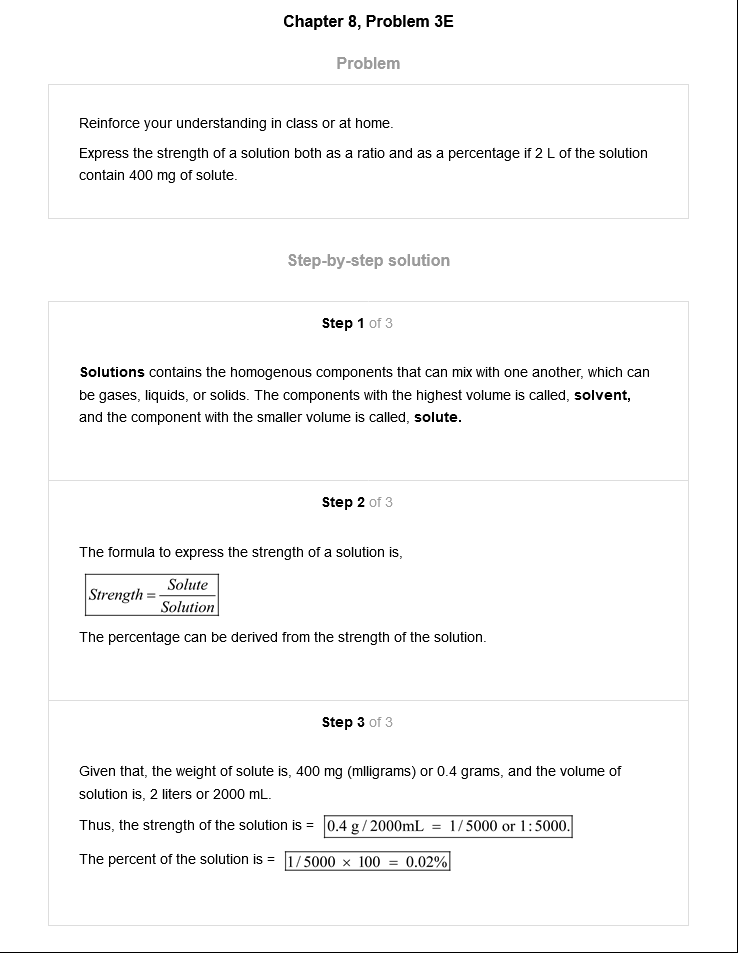 Chapter 8, Problem 3E
Problem
Reinforce your understanding in class or at home.
Express the strength of a solution both as a ratio and as a percentage if 2 L of the solution
contain 400 mg of solute.
Step-by-step solution
Step 1 of 3
Solutions contains the homogenous components that can mix with one another, which can
be gases, liquids, or solids. The components with the highest volume is called, solvent,
and the component with the smaller volume is called, solute.
Step 2 of 3
The formula to express the strength of a solution is,
Strength = Solute / Solution
The percentage can be derived from the strength of the solution.
Step 3 of 3
Given that, the weight of solute is, 400 mg (mlligrams) or 0.4 grams, and the volume of
solution is, 2 liters or 2000 mL.
Thus, the strength of the solution is = 0.4 g / 2000mL = 1/5000 or 1:5000.
The percent of the solution is = 1/5000 × 100 = 0.02%